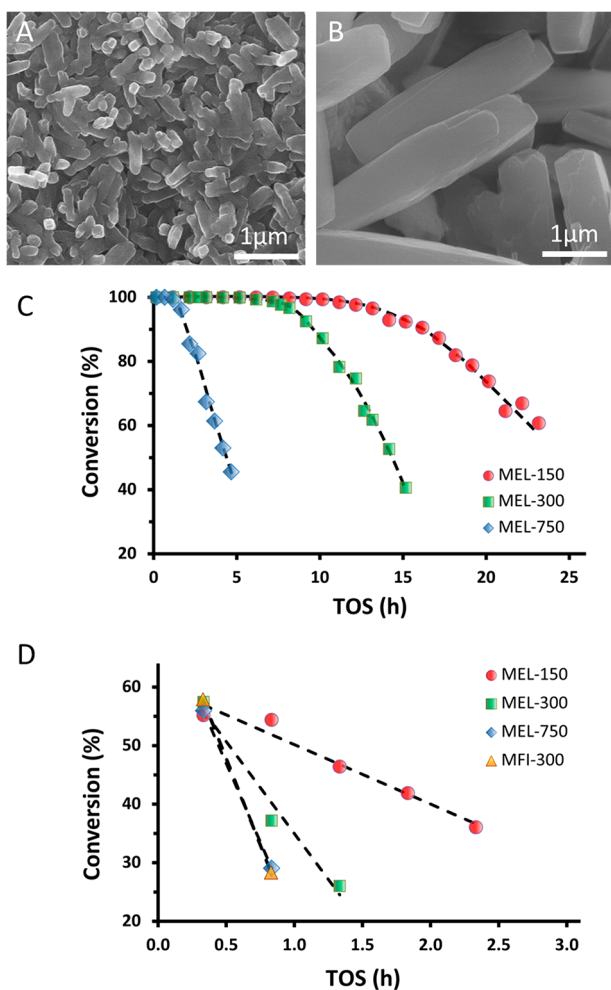 A
B
1μm
1μm
C
Conversion (%)
100
80
60
40
20
0
5
10
15
20
25
TOS (h)
MEL-150
MEL-300
MEL-750
D
Conversion (%)
60
50
40
30
20
0.0
0.5
1.0
1.5
2.0
2.5
3.0
TOS (h)
MEL-150
MEL-300
MEL-750
MFI-300